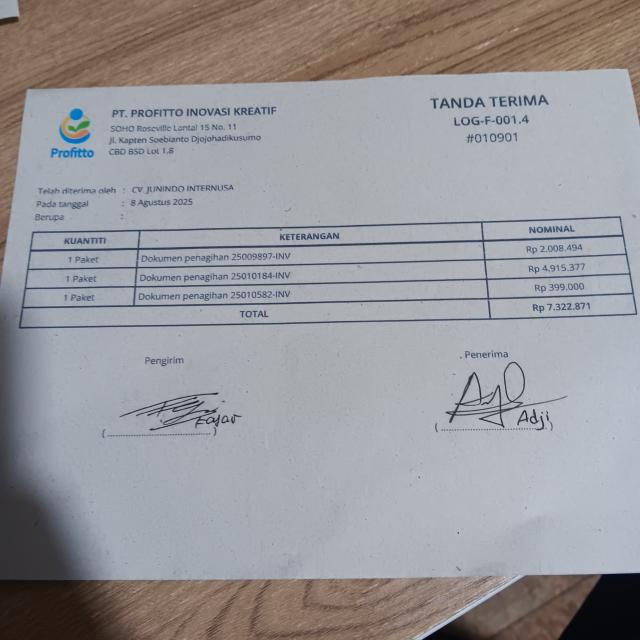 Profitto
PT. PROFITTO INOVASI KREATIF
SOHO Roseville Lantai 15 No. 11
Jl. Kapten Soebianto Djojohadikusumo
CBD BSD Lot 1.8
TANDA TERIMA
LOG-F-001.4
#010901
Telah diterima oleh : CV. JUNINDO INTERNUSA
Pada tanggal : 8 Agustus 2025
Berupa :
KUANTITI KETERANGAN NOMINAL
1 Paket Dokumen penagihan 25009897-INV Rp 2.008.494
1 Paket Dokumen penagihan 25010184-INV Rp 4.915.377
1 Paket Dokumen penagihan 25010582-INV Rp 399.000
TOTAL Rp 7.322.871
Pengirim Penerima
Fajar Adji